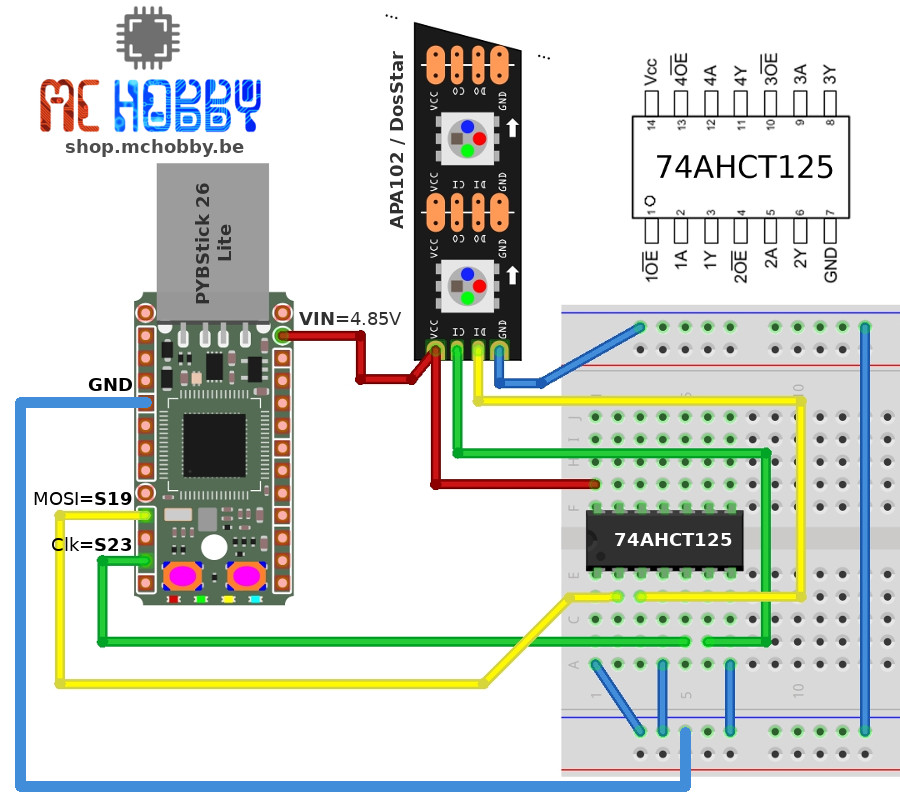 ...
...
MC HOBBY
shop.mchobby.be
PYBStick 26
Lite
APA102 / DosStar
VCC CO DO GND
VCC CI DI GND
VCC CO DO GND
VCC CI DI GND
Vcc 4OE 4A 4Y 3OE 3A 3Y
14 13 12 11 10 9 8
74AHCT125
1 2 3 4 5 6 7
1OE 1A 1Y 2OE 2A 2Y GND
VIN=4.85V
GND
MOSI=S19
Clk=S23
5 10
J
I
H
F
74AHCT125
E
C
A
1 5 10